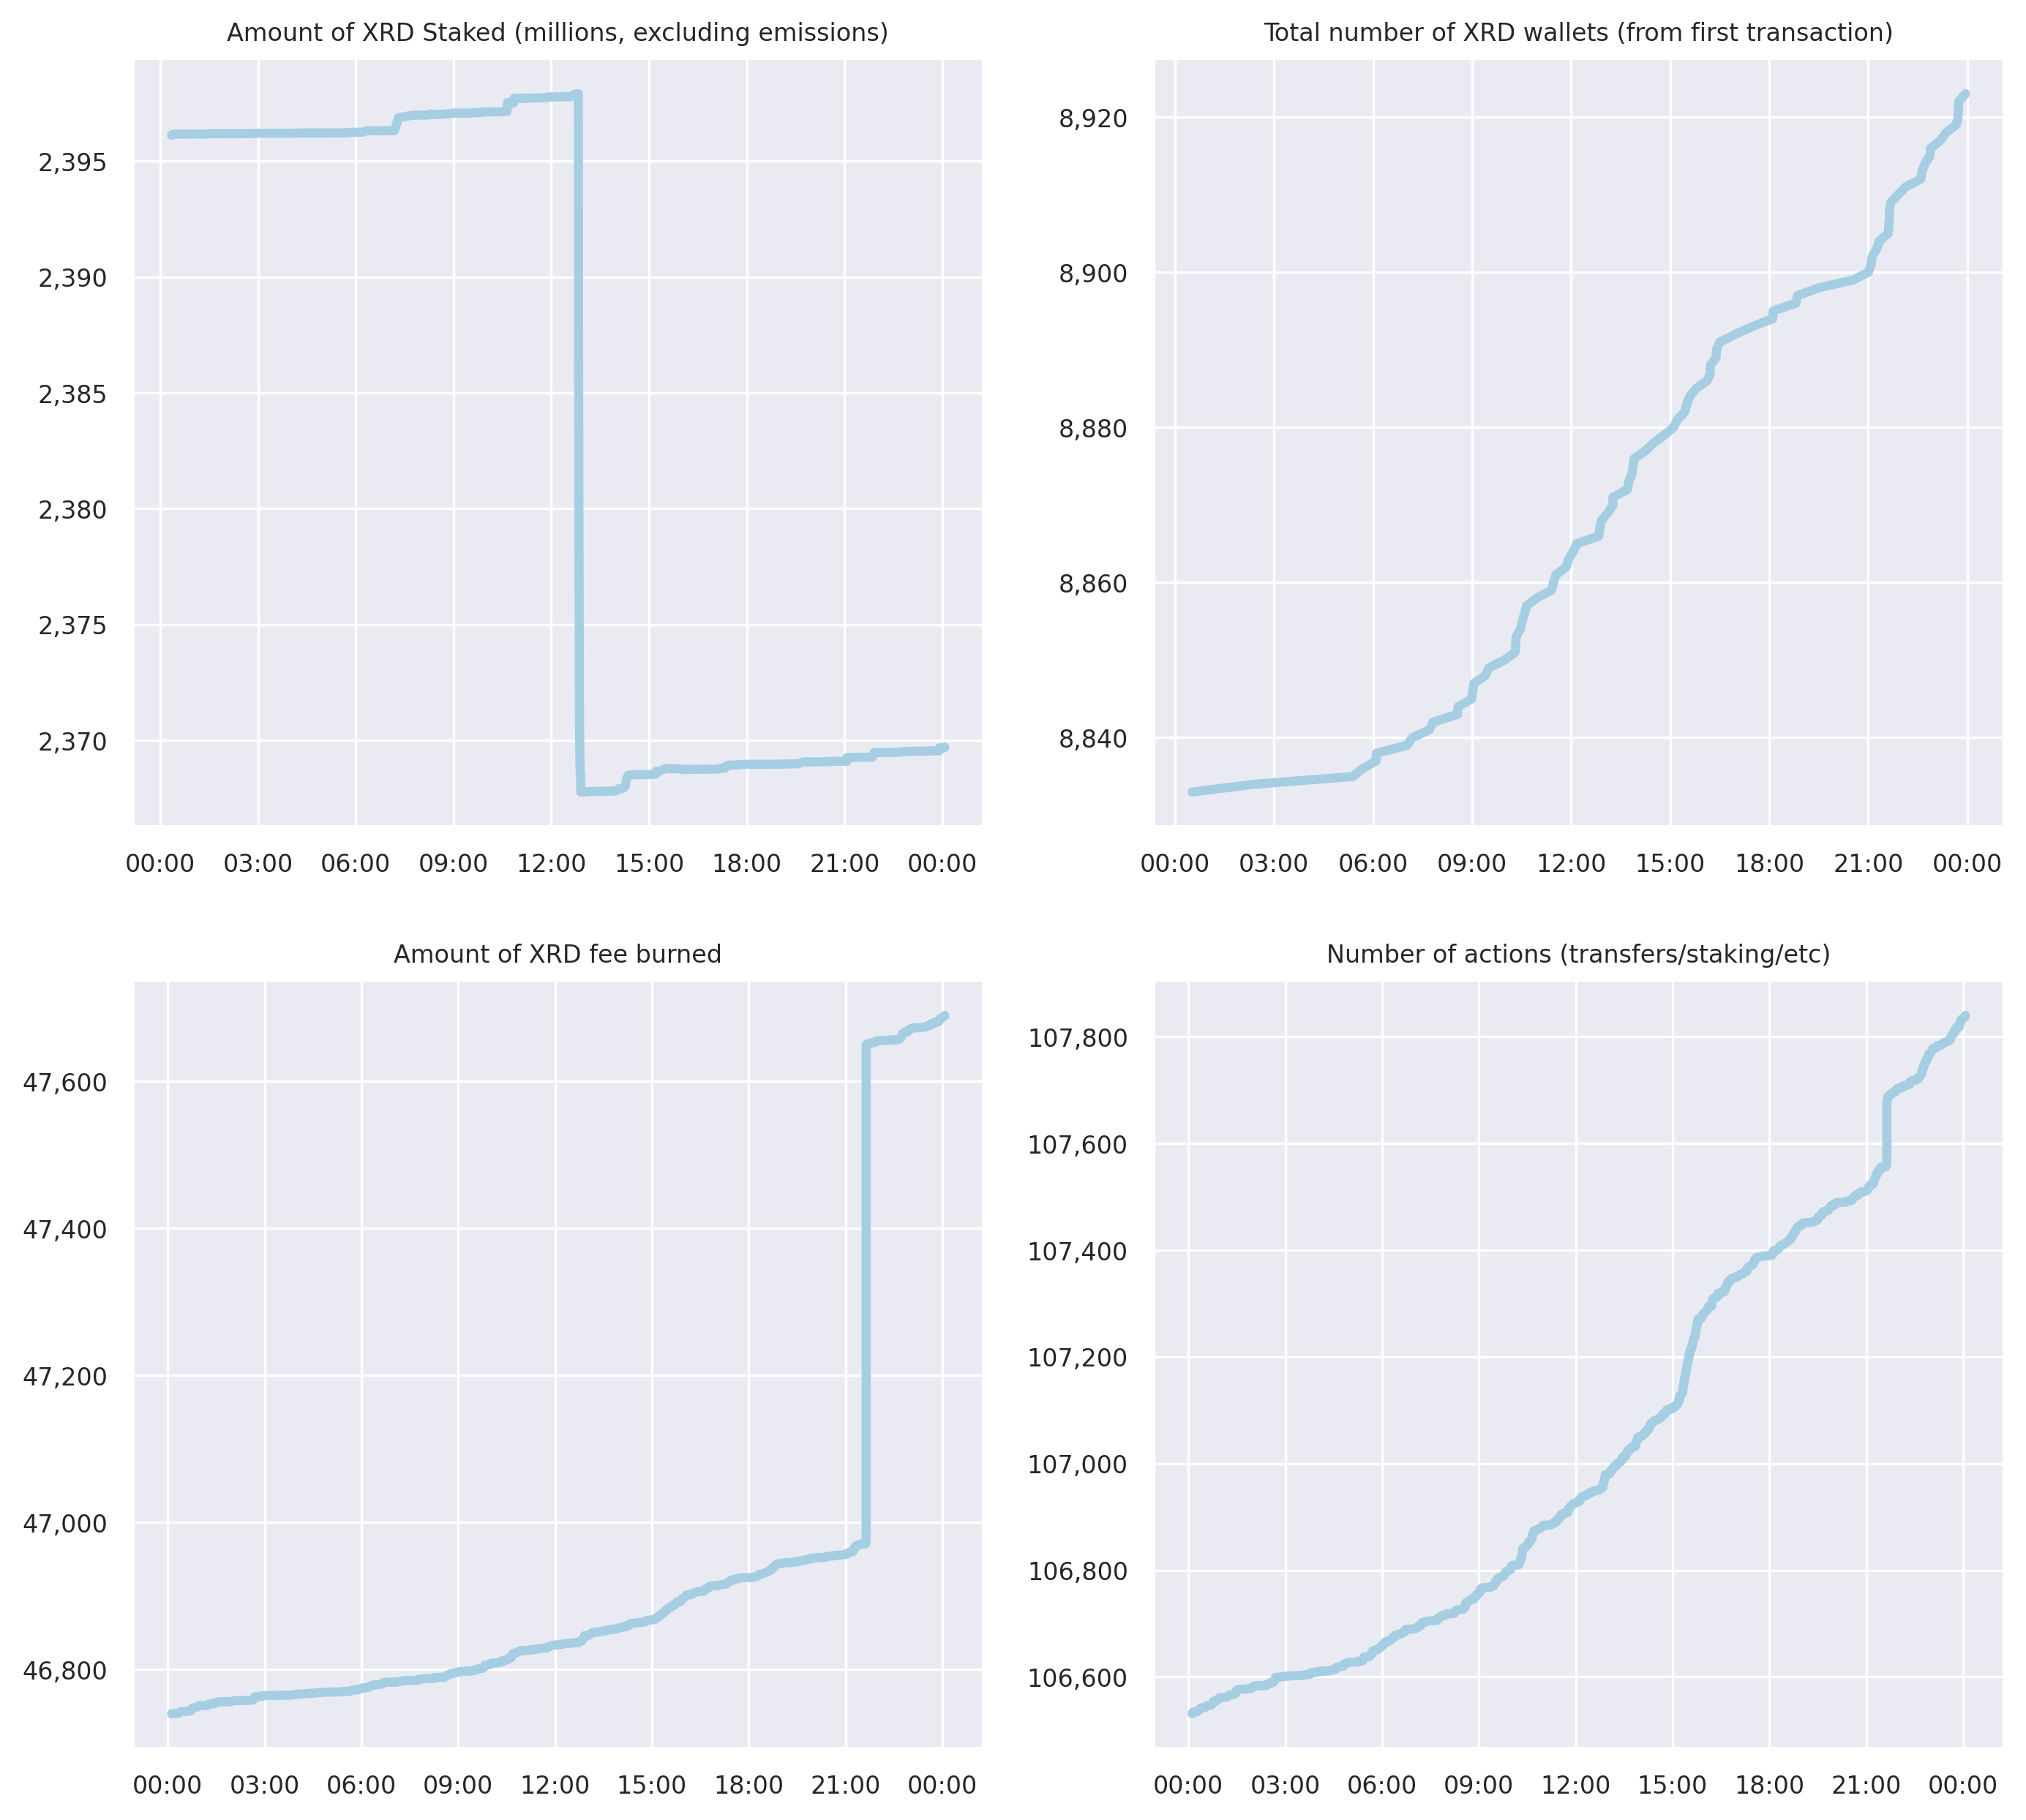 Amount of XRD Staked (millions, excluding emissions)
2,395
2,390
2,385
2,380
2,375
2,370
00:00 03:00 06:00 09:00 12:00 15:00 18:00 21:00 00:00
Total number of XRD wallets (from first transaction)
8,920
8,900
8,880
8,860
8,840
00:00 03:00 06:00 09:00 12:00 15:00 18:00 21:00 00:00
Amount of XRD fee burned
47,600
47,400
47,200
47,000
46,800
00:00 03:00 06:00 09:00 12:00 15:00 18:00 21:00 00:00
Number of actions (transfers/staking/etc)
107,800
107,600
107,400
107,200
107,000
106,800
106,600
00:00 03:00 06:00 09:00 12:00 15:00 18:00 21:00 00:00